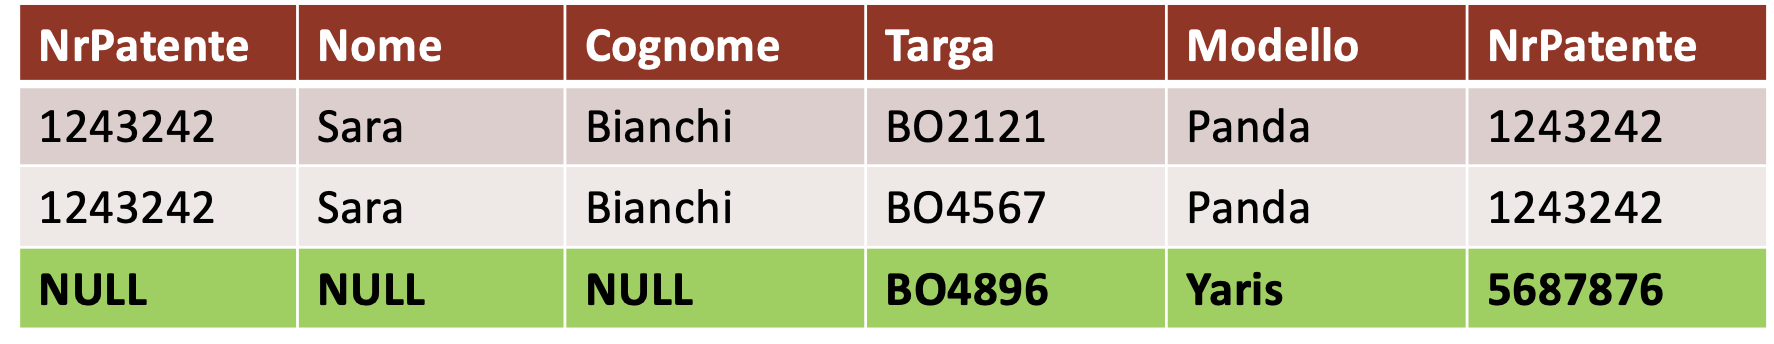 NrPatente Nome Cognome Targa Modello NrPatente
1243242 Sara Bianchi BO2121 Panda 1243242
1243242 Sara Bianchi BO4567 Panda 1243242
NULL NULL NULL BO4896 Yaris 5687876